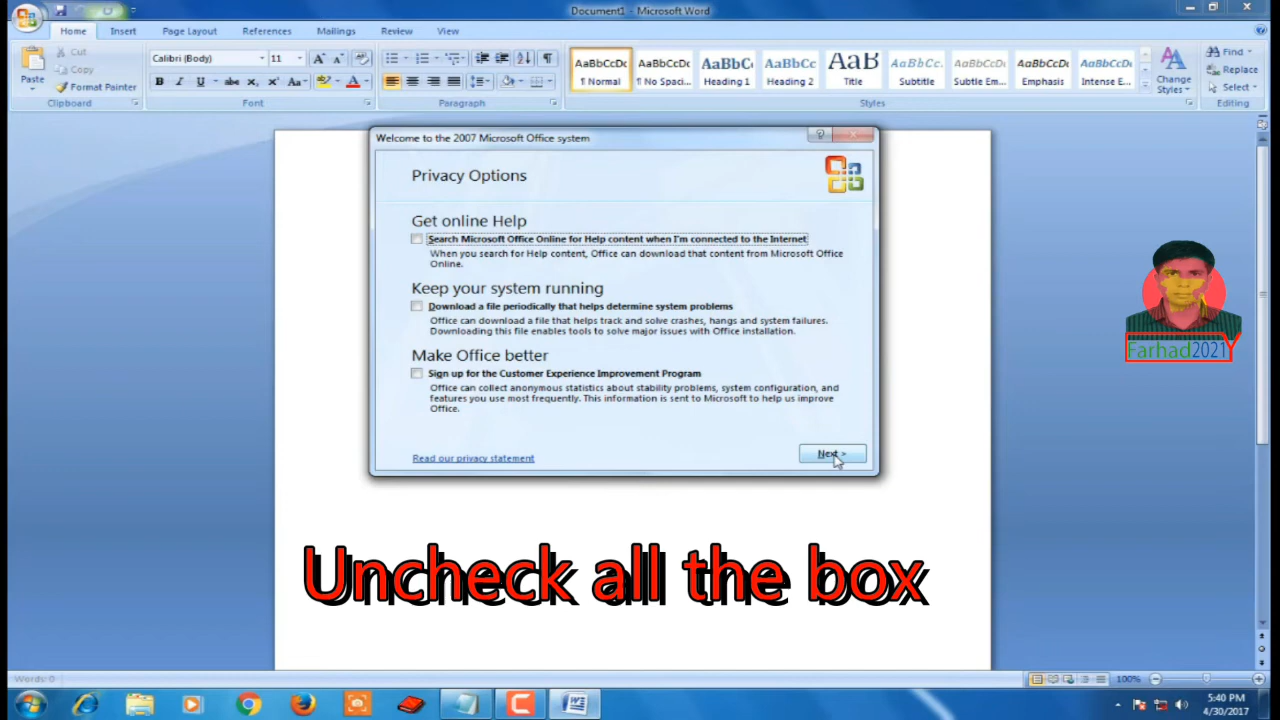 Document1 - Microsoft Word
Home Insert Page Layout References Mailings Review View
Paste
Cut
Copy
Format Painter
Clipboard
Calibri (Body) 11
B I U abc x₂ x² Aa
Font
Paragraph
AaBbCcDc AaBbCcDc AaBbCc AaBbCc AaB AaBbCc. AaBbCcDc AaBbCcDc AaBbCcDc
¶ Normal ¶ No Spaci... Heading 1 Heading 2 Title Subtitle Subtle Em... Emphasis Intense E...
Change Styles
Styles
Find
Replace
Select
Editing
Welcome to the 2007 Microsoft Office system
Privacy Options
Get online Help
Search Microsoft Office Online for Help content when I'm connected to the Internet
When you search for Help content, Office can download that content from Microsoft Office
Online.
Keep your system running
Download a file periodically that helps determine system problems
Office can download a file that helps track and solve crashes, hangs and system failures.
Downloading this file enables tools to solve major issues with Office installation.
Make Office better
Sign up for the Customer Experience Improvement Program
Office can collect anonymous statistics about stability problems, system configuration, and
features you use most frequently. This information is sent to Microsoft to help us improve
Office.
Read our privacy statement
Next >
Farhad2021Y
Uncheck all the box
Words: 0
100%
5:40 PM
4/30/2017